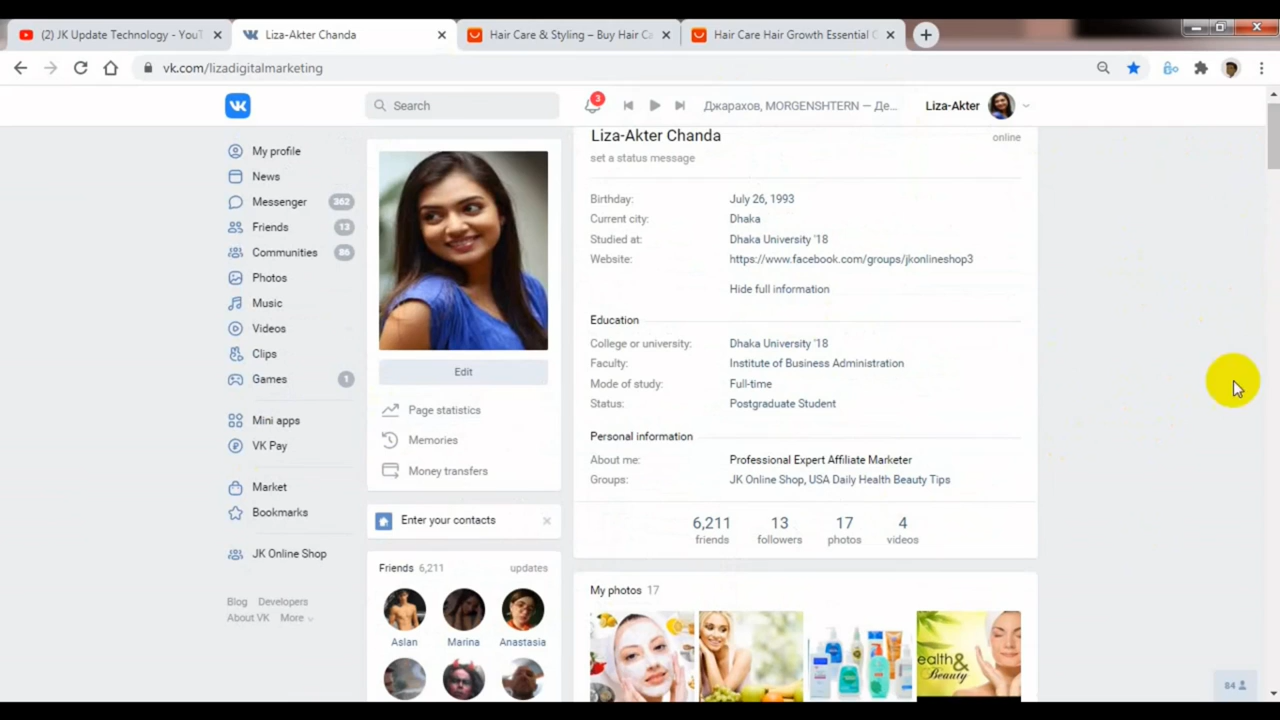 (2) JK Update Technology - YouT
Liza-Akter Chanda
Hair Care & Styling – Buy Hair Ca
Hair Care Hair Growth Essential O
vk.com/lizadigitalmarketing
Search
3
Джарахов, MORGENSHTERN — Де...
Liza-Akter
My profile
News
Messenger 362
Friends 13
Communities 86
Photos
Music
Videos
Clips
Games 1
Mini apps
VK Pay
Market
Bookmarks
JK Online Shop
Blog Developers
About VK More
Edit
Page statistics
Memories
Money transfers
Enter your contacts
Friends 6,211 updates
Aslan Marina Anastasia
Liza-Akter Chanda online
set a status message
Birthday: July 26, 1993
Current city: Dhaka
Studied at: Dhaka University '18
Website: https://www.facebook.com/groups/jkonlineshop3
Hide full information
Education
College or university: Dhaka University '18
Faculty: Institute of Business Administration
Mode of study: Full-time
Status: Postgraduate Student
Personal information
About me: Professional Expert Affiliate Marketer
Groups: JK Online Shop, USA Daily Health Beauty Tips
6,211 13 17 4
friends followers photos videos
My photos 17
ealth&
Beauty
84